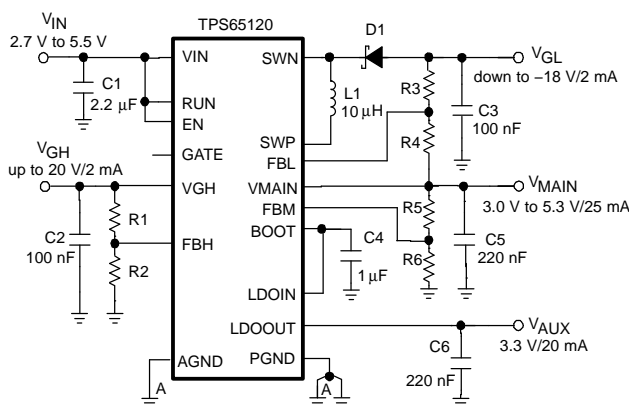 TPS65120
VIN
2.7 V to 5.5 V
C1
2.2 µF
VGH
up to 20 V/2 mA
R1
C2
100 nF
R2
VIN
RUN
EN
GATE
VGH
FBH
AGND
A
SWN
SWP
FBL
VMAIN
FBM
BOOT
LDOIN
LDOOUT
PGND
A
D1
L1
10 µH
R3
R4
VGL
down to −18 V/2 mA
C3
100 nF
VMAIN
3.0 V to 5.3 V/25 mA
R5
R6
C4
1 µF
C5
220 nF
VAUX
3.3 V/20 mA
C6
220 nF